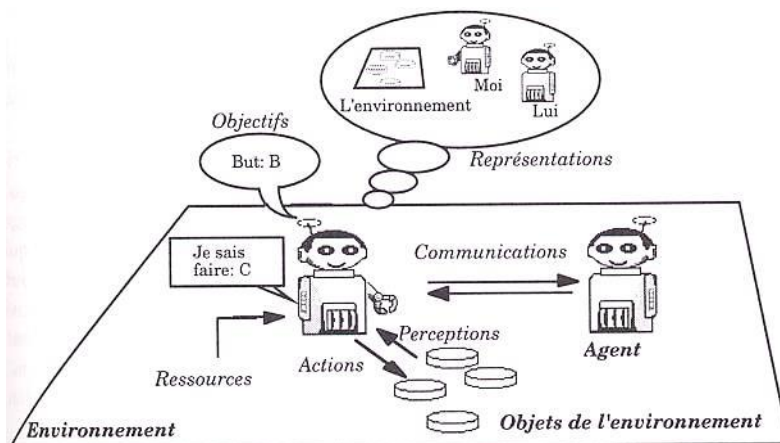 Moi
L'environnement
Lui
Objectifs
But: B
Représentations
Je sais
faire: C
Communications
Perceptions
Agent
Ressources
Actions
Environnement
Objets de l'environnement